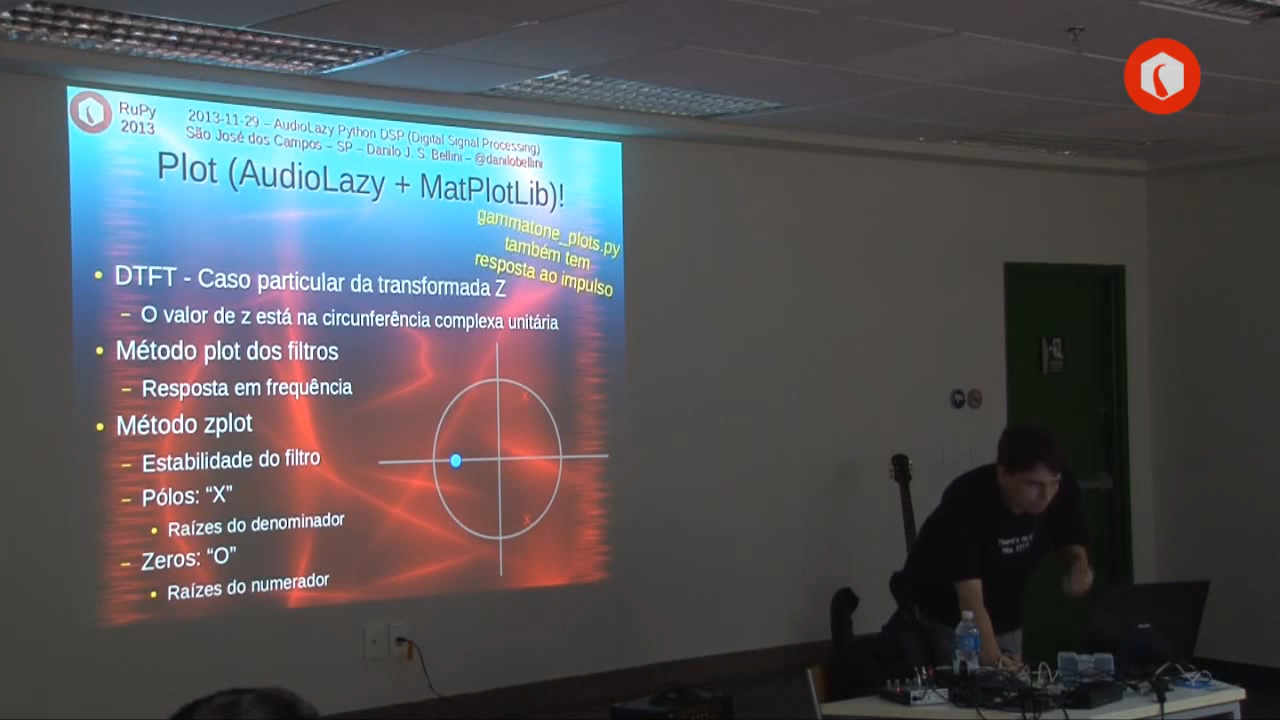 RuPy
2013
2013-11-29 – AudioLazy Python DSP (Digital Signal Processing)
São José dos Campos – SP – Danilo J. S. Bellini – @danilobellini
Plot (AudioLazy + MatPlotLib)!
gammatone_plots.py
também tem
resposta ao impulso
• DTFT - Caso particular da transformada Z
– O valor de z está na circunferência complexa unitária
• Método plot dos filtros
– Resposta em frequência
• Método zplot
– Estabilidade do filtro
– Pólos: “X”
• Raízes do denominador
– Zeros: “O”
• Raízes do numerador
X
X